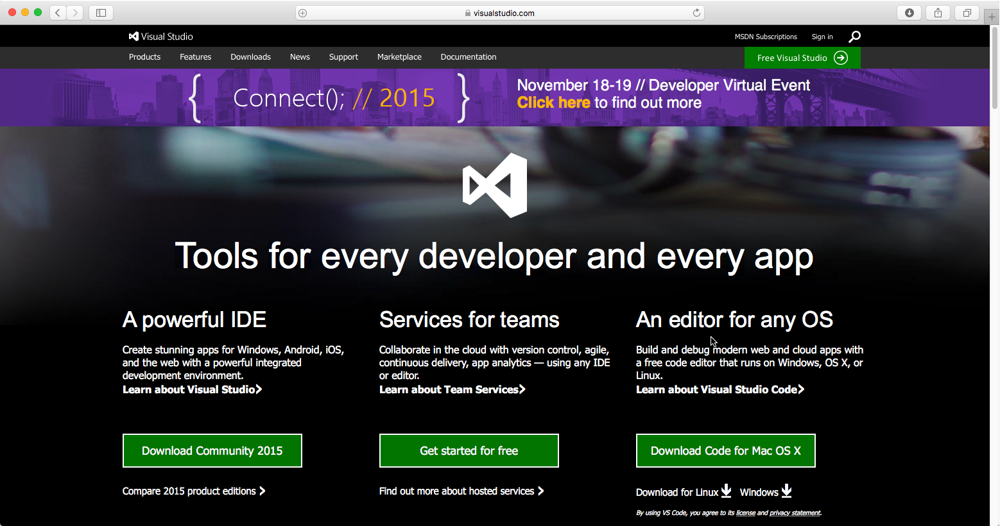 visualstudio.com
Visual Studio
MSDN Subscriptions
Sign in
Products
Features
Downloads
News
Support
Marketplace
Documentation
Free Visual Studio
{ Connect(); // 2015 }
November 18-19 // Developer Virtual Event
Click here to find out more
Tools for every developer and every app
A powerful IDE
Create stunning apps for Windows, Android, iOS,
and the web with a powerful integrated
development environment.
Learn about Visual Studio
Download Community 2015
Compare 2015 product editions
Services for teams
Collaborate in the cloud with version control, agile,
continuous delivery, app analytics — using any IDE
or editor.
Learn about Team Services
Get started for free
Find out more about hosted services
An editor for any OS
Build and debug modern web and cloud apps with
a free code editor that runs on Windows, OS X, or
Linux.
Learn about Visual Studio Code
Download Code for Mac OS X
Download for Linux
Windows
By using VS Code, you agree to its license and privacy statement.